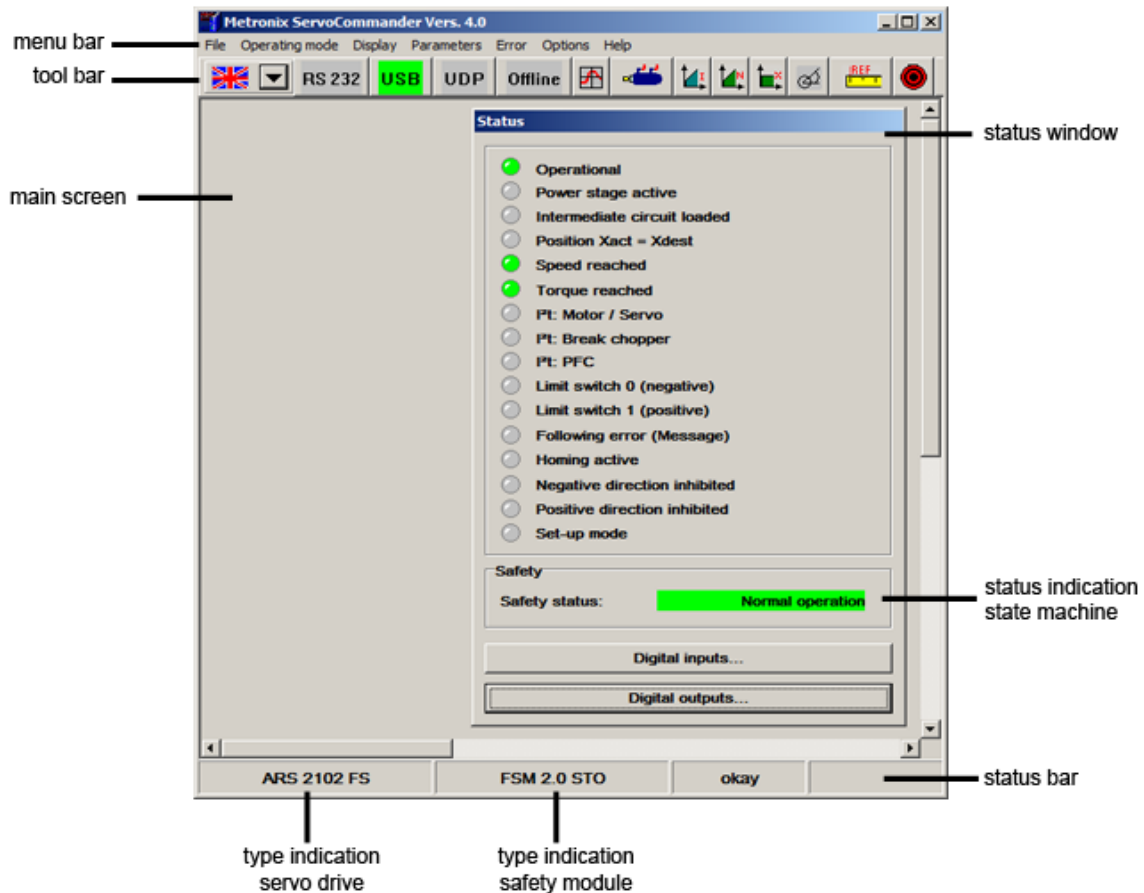 Metronix ServoCommander Vers. 4.0
menu bar
File Operating mode Display Parameters Error Options Help
tool bar
RS 232 USB UDP Offline REF
Status
status window
main screen
Operational
Power stage active
Intermediate circuit loaded
Position Xact = Xdest
Speed reached
Torque reached
I²t: Motor / Servo
I²t: Break chopper
I²t: PFC
Limit switch 0 (negative)
Limit switch 1 (positive)
Following error (Message)
Homing active
Negative direction inhibited
Positive direction inhibited
Set-up mode
Safety
Safety status: Normal operation
status indication
state machine
Digital inputs...
Digital outputs...
ARS 2102 FS FSM 2.0 STO okay
status bar
type indication
servo drive
type indication
safety module